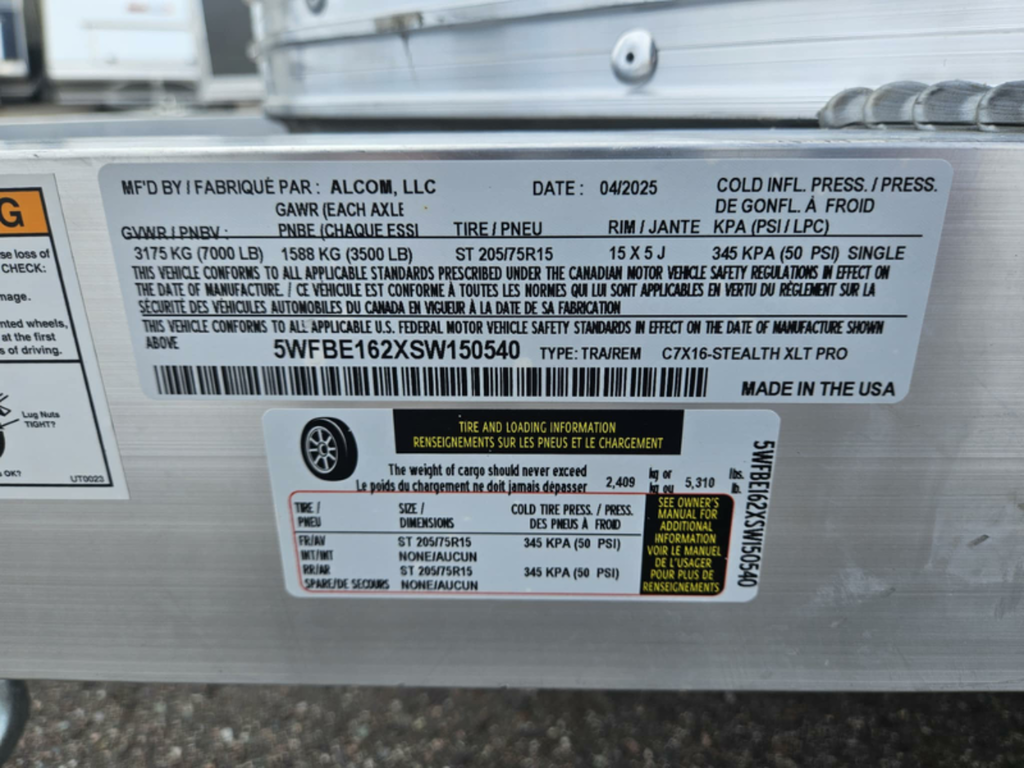 G
se loss of
CHECK:
mage.
nted wheels,
at the first
s of driving.
Lug Nuts
TIGHT?
OK?
UT0023
MF'D BY / FABRIQUÉ PAR : ALCOM, LLC DATE : 04/2025 COLD INFL. PRESS. / PRESS.
GAWR (EACH AXLE DE GONFL. À FROID
GVWR / PNBV : PNBE (CHAQUE ESSI TIRE / PNEU RIM / JANTE KPA (PSI / LPC)
3175 KG (7000 LB) 1588 KG (3500 LB) ST 205/75R15 15 X 5 J 345 KPA (50 PSI) SINGLE
THIS VEHICLE CONFORMS TO ALL APPLICABLE STANDARDS PRESCRIBED UNDER THE CANADIAN MOTOR VEHICLE SAFETY REGULATIONS IN EFFECT ON
THE DATE OF MANUFACTURE. / CE VÉHICULE EST CONFORME À TOUTES LES NORMES QUI LUI SONT APPLICABLES EN VERTU DU RÈGLEMENT SUR LA
SÉCURITÉ DES VÉHICULES AUTOMOBILES DU CANADA EN VIGUEUR À LA DATE DE SA FABRICATION
THIS VEHICLE CONFORMS TO ALL APPLICABLE U.S. FEDERAL MOTOR VEHICLE SAFETY STANDARDS IN EFFECT ON THE DATE OF MANUFACTURE SHOWN
ABOVE 5WFBE162XSW150540 TYPE: TRA/REM C7X16-STEALTH XLT PRO
MADE IN THE USA
TIRE AND LOADING INFORMATION
RENSEIGNEMENTS SUR LES PNEUS ET LE CHARGEMENT
The weight of cargo should never exceed kg or lbs.
Le poids du chargement ne doit jamais dépasser 2,409 kg ou 5,310 lb.
TIRE / SIZE / COLD TIRE PRESS. / PRESS.
PNEU DIMENSIONS DES PNEUS À FROID
FR/AV ST 205/75R15 345 KPA (50 PSI)
INT/INT NONE/AUCUN
RR/AR ST 205/75R15 345 KPA (50 PSI)
SPARE/DE SECOURS NONE/AUCUN
SEE OWNER'S
MANUAL FOR
ADDITIONAL
INFORMATION
VOIR LE MANUEL
DE L'USAGER
POUR PLUS DE
RENSEIGNEMENTS
5WFBE162XSW150540